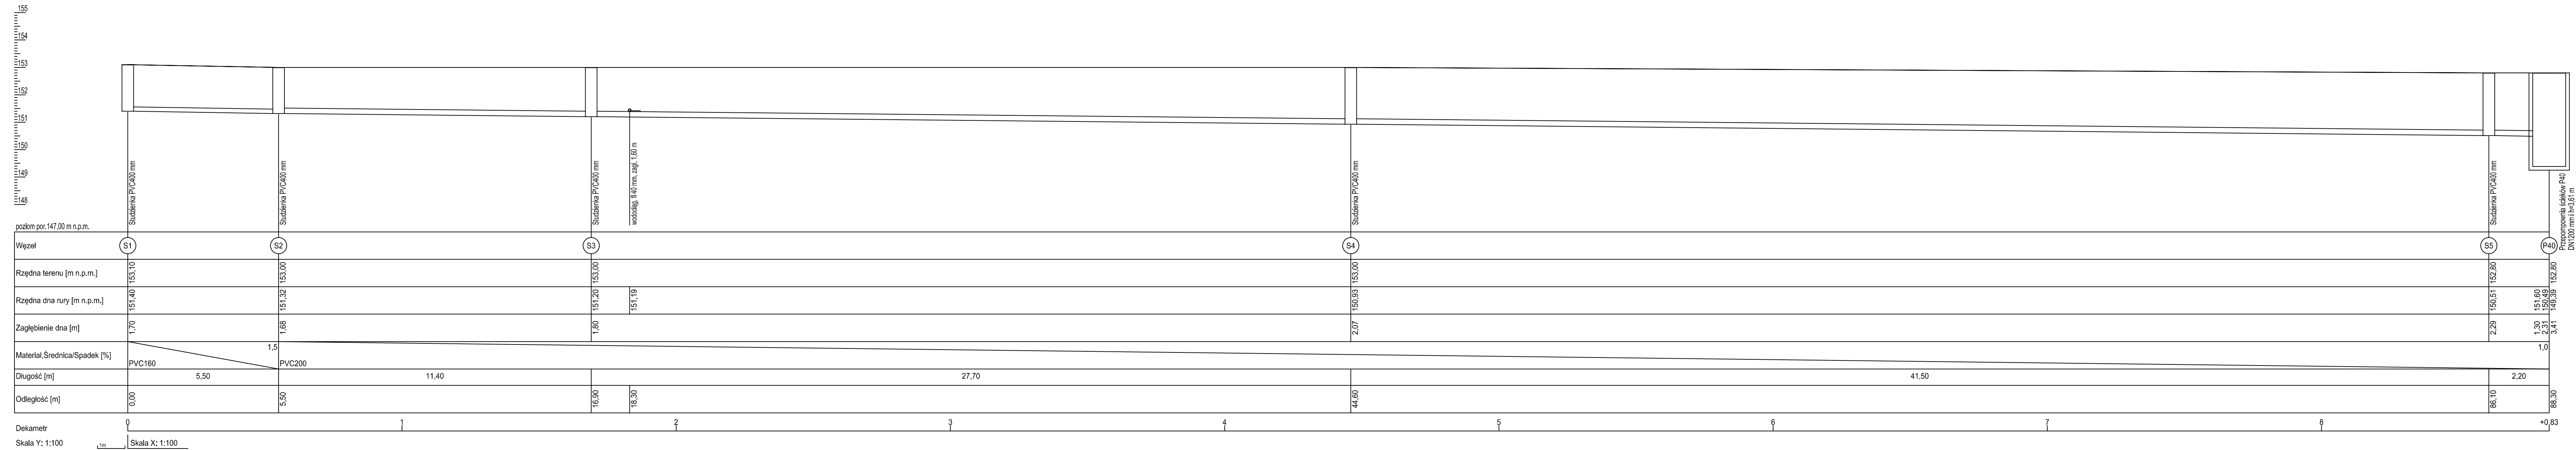 155
154
153
152
151
150
149
148
poziom por.147,00 m n.p.m.
Studzienka PVC400 mm
Studzienka PVC400 mm
Studzienka PVC400 mm
wodociąg, fi 40 mm, zagł. 1,60 m
Studzienka PVC400 mm
Studzienka PVC400 mm
Przepompownia ścieków P40
DN1200 mm i h=3,61 m
Węzeł S1 S2 S3 S4 S5 P40
Rzędna terenu [m n.p.m.] 153,10 153,00 153,00 153,00 152,80 152,80
Rzędna dna rury [m n.p.m.] 151,40 151,32 151,20 151,19 150,93 150,51 151,60 150,49 149,39
Zagłębienie dna [m] 1,70 1,68 1,80 2,07 2,29 1,30 2,31 3,41
Materiał,Średnica/Spadek [%] PVC160 1,5 PVC200 1,0
Długość [m] 5,50 11,40 27,70 41,50 2,20
Odległość [m] 0,00 5,50 16,90 18,30 44,60 86,10 88,30
Dekametr 0 1 2 3 4 5 6 7 8 +0,83
Skala Y: 1:100 1m Skala X: 1:100